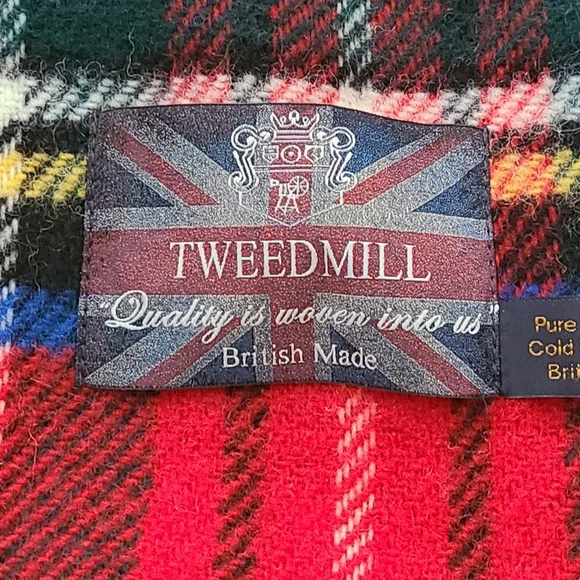 TWEEDMILL
"Quality is woven into us"
British Made
Pure
Cold
Brit